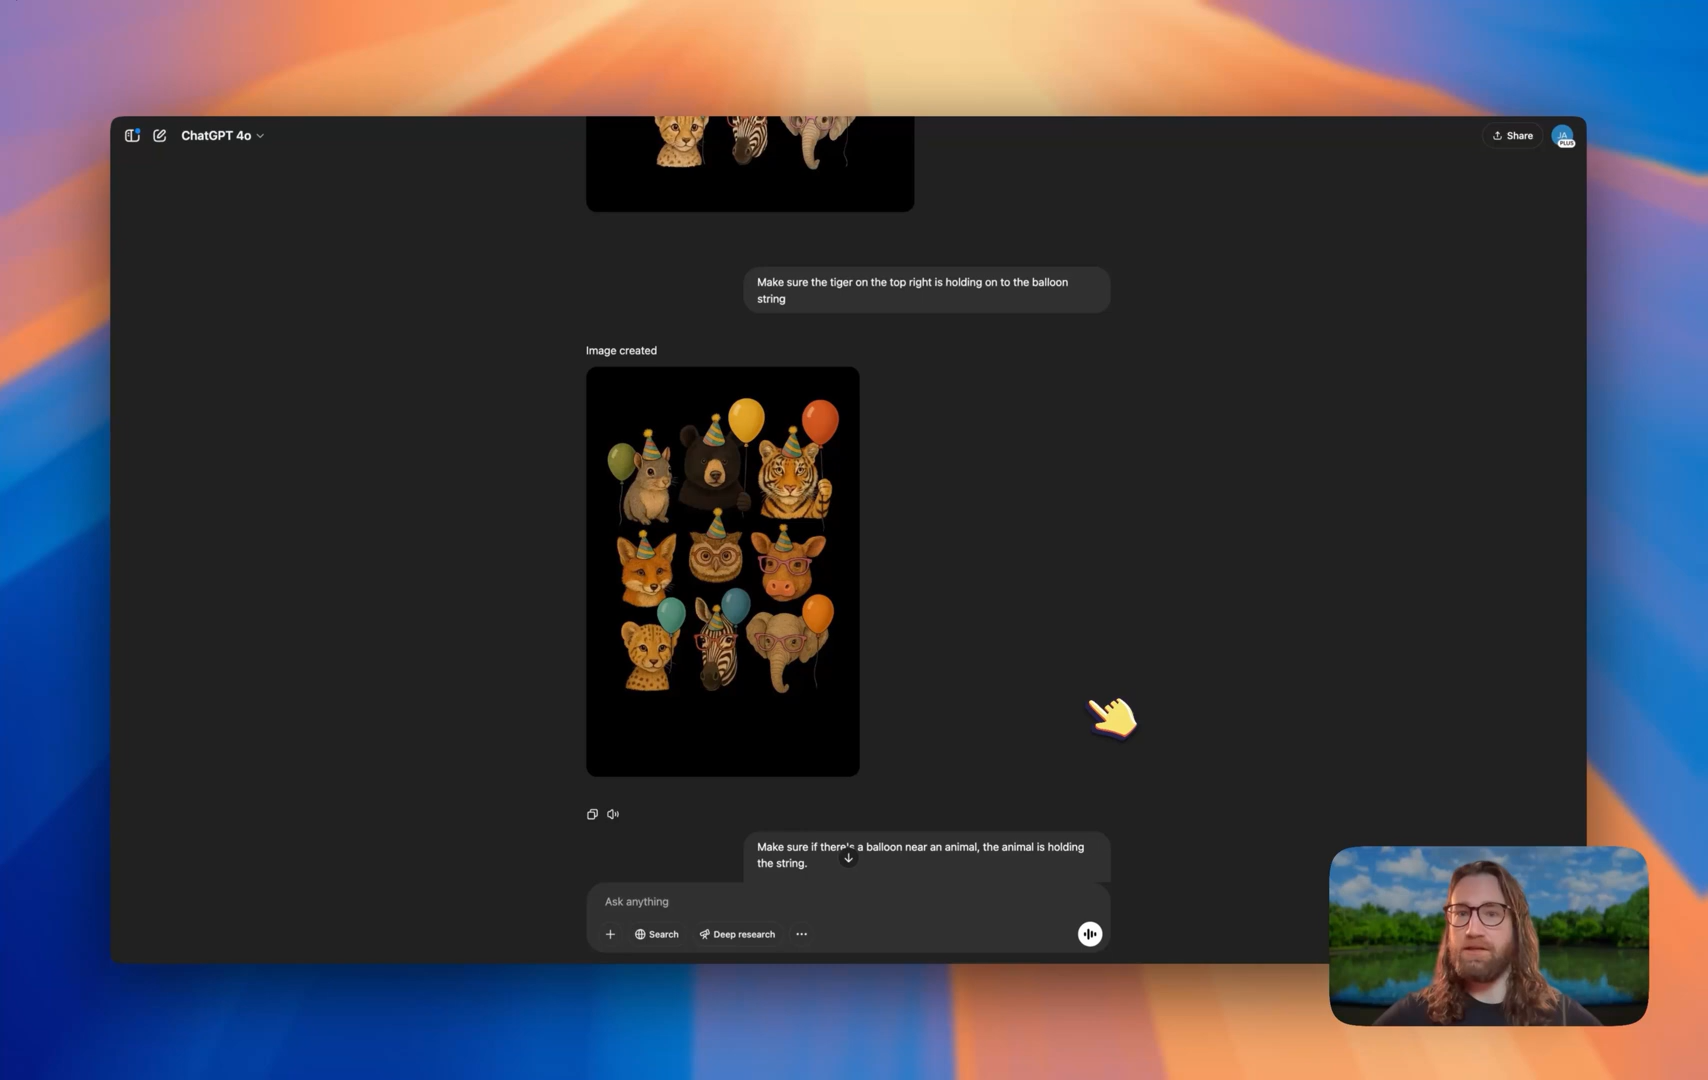 ChatGPT 4o
Share
JA
PLUS
Make sure the tiger on the top right is holding on to the balloon
string
Image created
Make sure if there's a balloon near an animal, the animal is holding
the string.
Ask anything
Search
Deep research